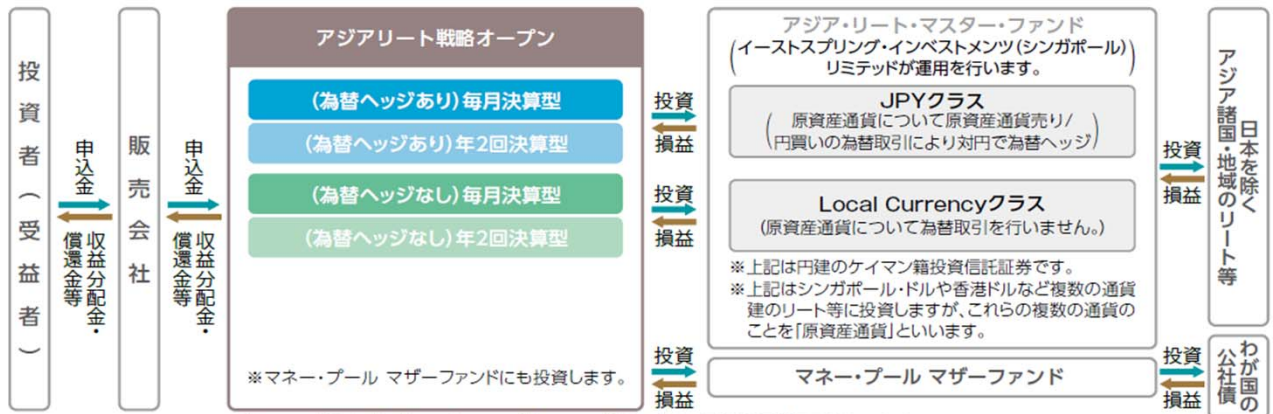 投資者(受益者)
申込金
収益分配金・
償還金等
販売会社
申込金
収益分配金・
償還金等
アジアリート戦略オープン
(為替ヘッジあり)毎月決算型
(為替ヘッジあり)年2回決算型
(為替ヘッジなし)毎月決算型
(為替ヘッジなし)年2回決算型
※マネー・プール マザーファンドにも投資します。
投資
損益
投資
損益
投資
損益
アジア・リート・マスター・ファンド
(イーストスプリング・インベストメンツ(シンガポール)
リミテッドが運用を行います。)
JPYクラス
(原資産通貨について原資産通貨売り/
円買いの為替取引により対円で為替ヘッジ)
Local Currencyクラス
(原資産通貨について為替取引を行いません。)
※上記は円建のケイマン籍投資信託証券です。
※上記はシンガポール・ドルや香港ドルなど複数の通貨
建のリート等に投資しますが、これらの複数の通貨の
ことを「原資産通貨」といいます。
マネー・プール マザーファンド
投資
損益
投資
損益
日本を除く
アジア諸国・地域のリート等
わが国の
公社債